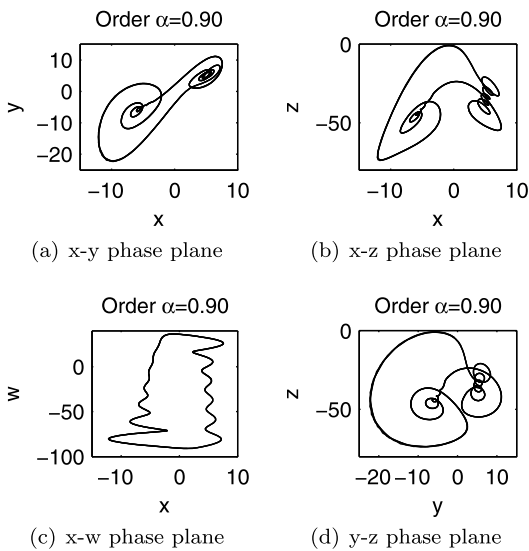 Order α=0.90
Order α=0.90
10
5
0
−10
−20
y
−10
0
10
x
0
−50
z
−10
0
10
x
(a) x-y phase plane
(b) x-z phase plane
Order α=0.90
Order α=0.90
0
−50
−100
w
−10
0
10
x
0
−50
z
−20
−10
0
10
y
(c) x-w phase plane
(d) y-z phase plane